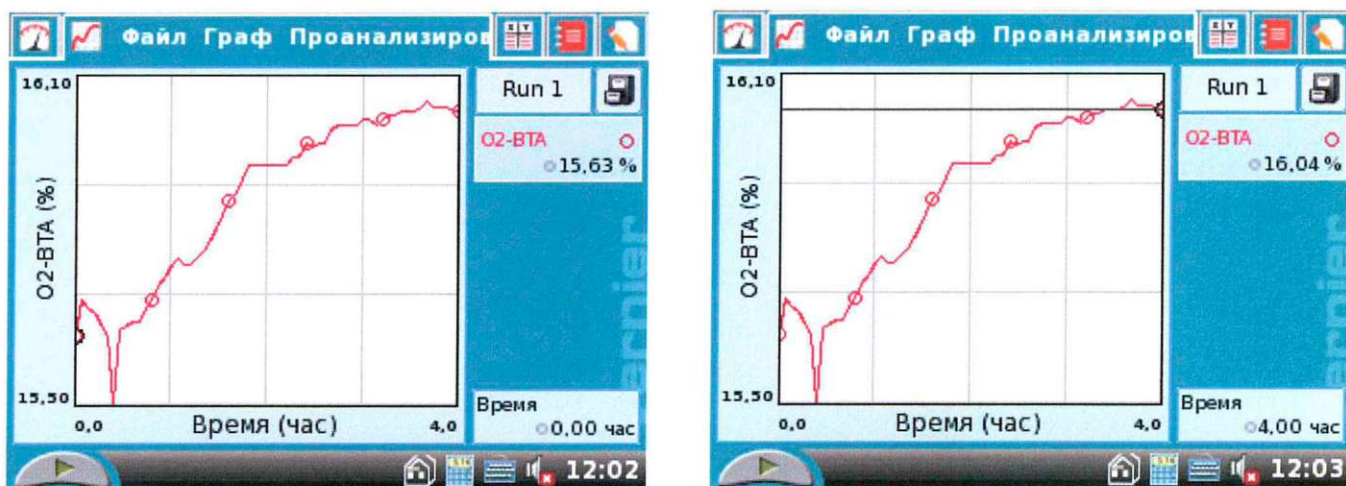 Файл Граф Проанализиров
16,10
Run 1
O2-BTA
15,63 %
O2-BTA (%)
15,50
0,0
Время (час)
4,0
Время
0,00 час
12:02
Файл Граф Проанализиров
16,10
Run 1
O2-BTA
16,04 %
O2-BTA (%)
15,50
0,0
Время (час)
4,0
Время
4,00 час
12:03